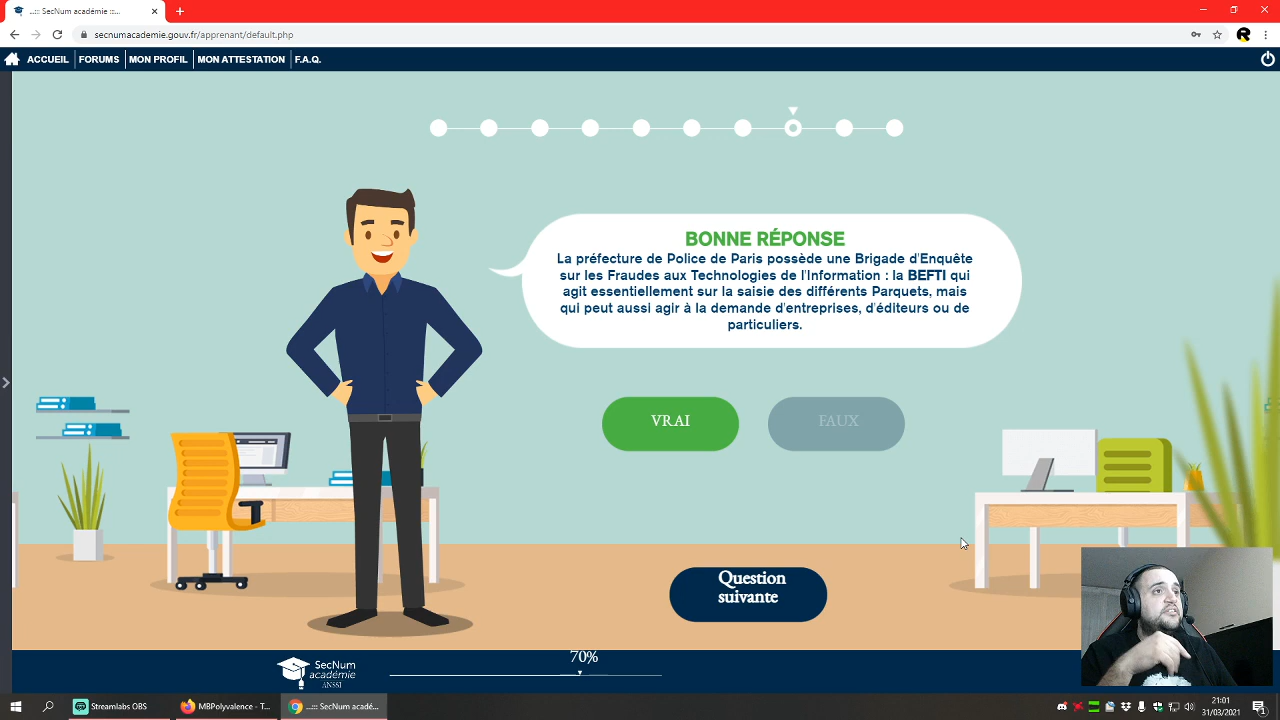 ..:: SecNum académie ::...
secnumacademie.gouv.fr/apprenant/default.php
ACCUEIL FORUMS MON PROFIL MON ATTESTATION F.A.Q.
BONNE RÉPONSE
La préfecture de Police de Paris possède une Brigade d'Enquête
sur les Fraudes aux Technologies de l'Information : la BEFTI qui
agit essentiellement sur la saisie des différents Parquets, mais
qui peut aussi agir à la demande d'entreprises, d'éditeurs ou de
particuliers.
VRAI FAUX
Question
suivante
70%
SecNum
académie
ANSSI
Streamlabs OBS MBPolyvalence - T... ..:: SecNum acadé...
21:01
31/03/2021